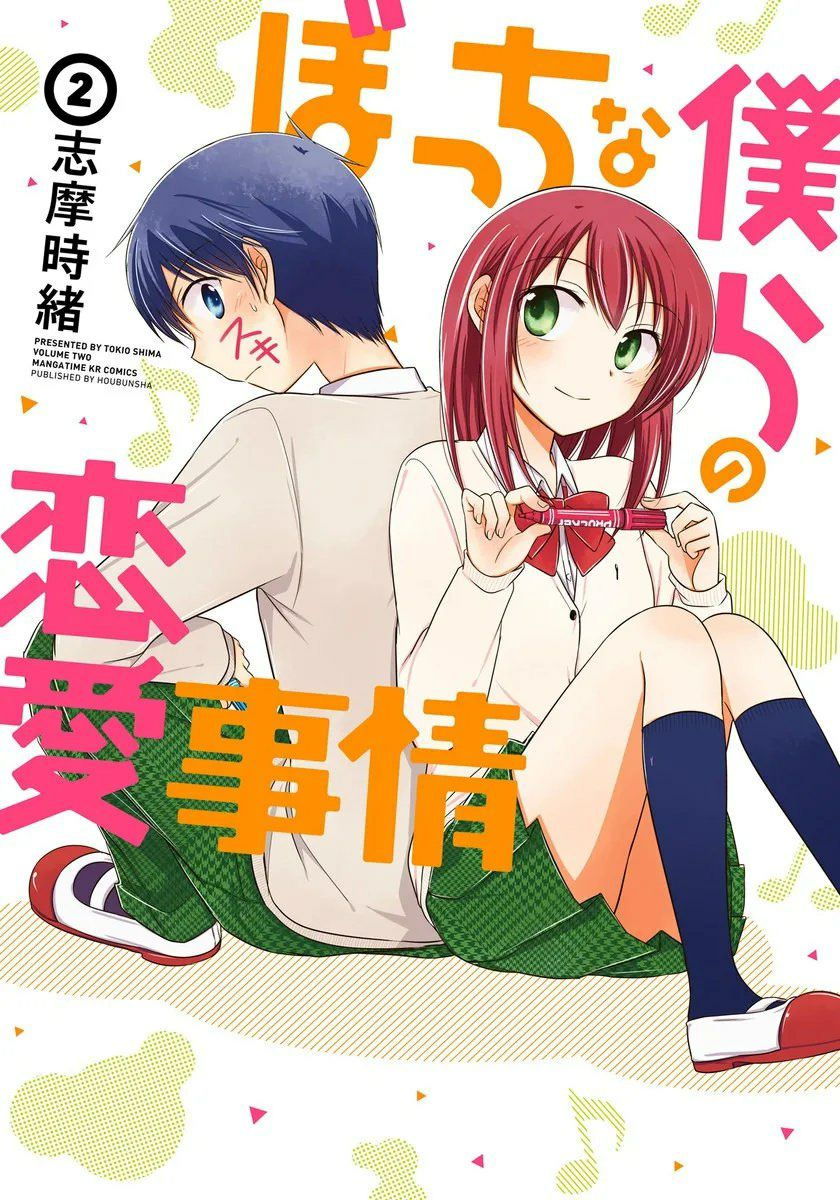 ぼっちな
僕らの
恋愛
事情
2
志摩時緒
PRESENTED BY TOKIO SHIMA
VOLUME TWO
MANGATIME KR COMICS
PUBLISHED BY HOUBUNSHA
スキ